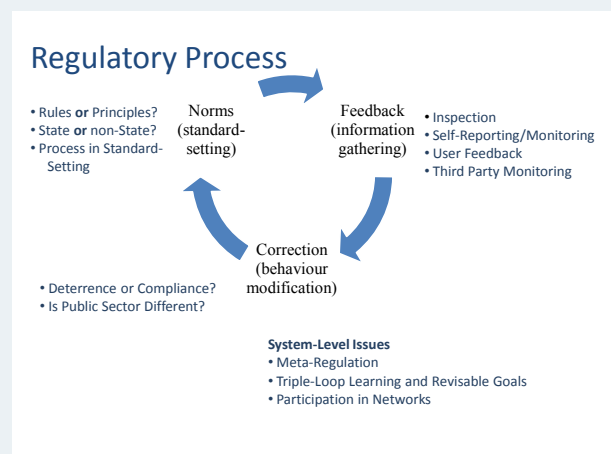 Regulatory Process
• Rules or Principles?
• State or non-State?
• Process in Standard-
Setting
Norms
(standard-
setting)
Feedback
(information
gathering)
• Inspection
• Self-Reporting/Monitoring
• User Feedback
• Third Party Monitoring
Correction
(behaviour
modification)
• Deterrence or Compliance?
• Is Public Sector Different?
System-Level Issues
• Meta-Regulation
• Triple-Loop Learning and Revisable Goals
• Participation in Networks